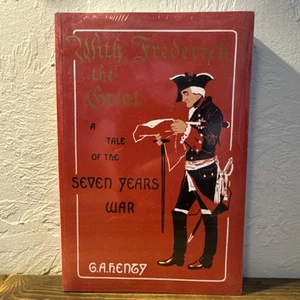 With Frederick
the
Great
A
TALE
OF THE
SEVEN YEARS
WAR
G.A.HENTY